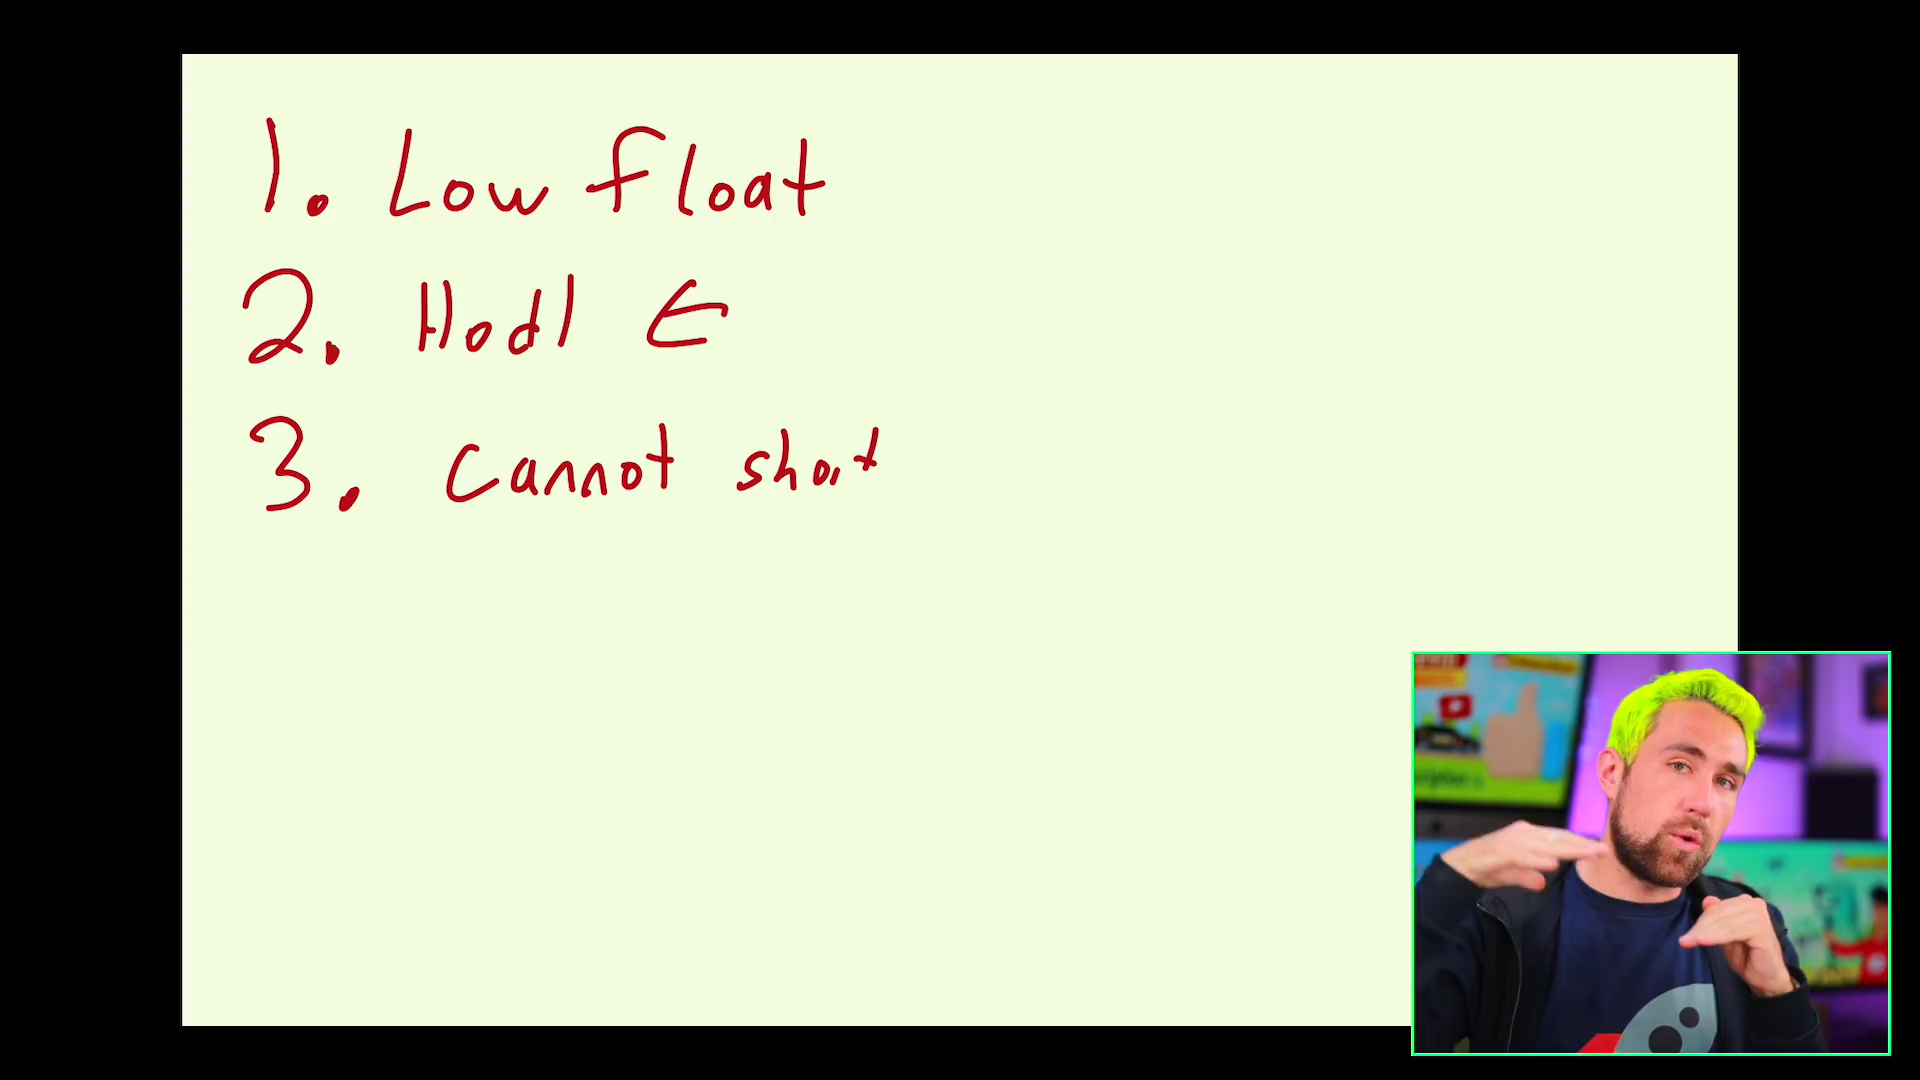 1. Low float
2. Hodl ←
3. Cannot short